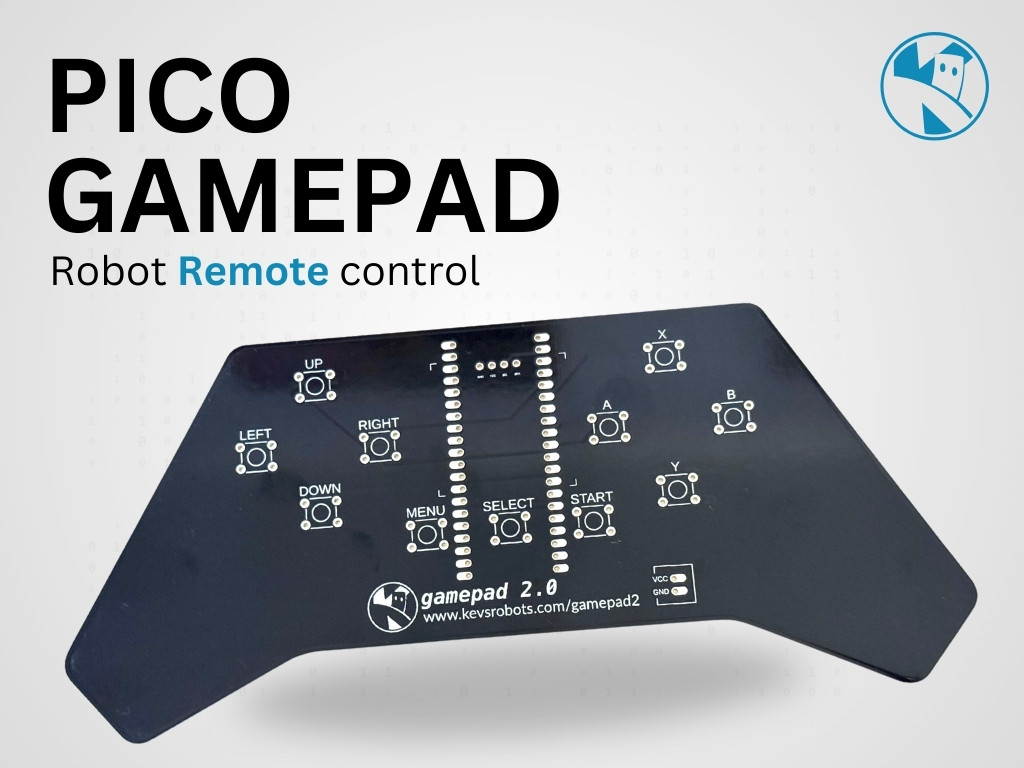 PICO
GAMEPAD
Robot Remote control
UP
LEFT
RIGHT
DOWN
MENU
SELECT
START
X
A
B
Y
gamepad 2.0
www.kevsrobots.com/gamepad2
VCC
GND